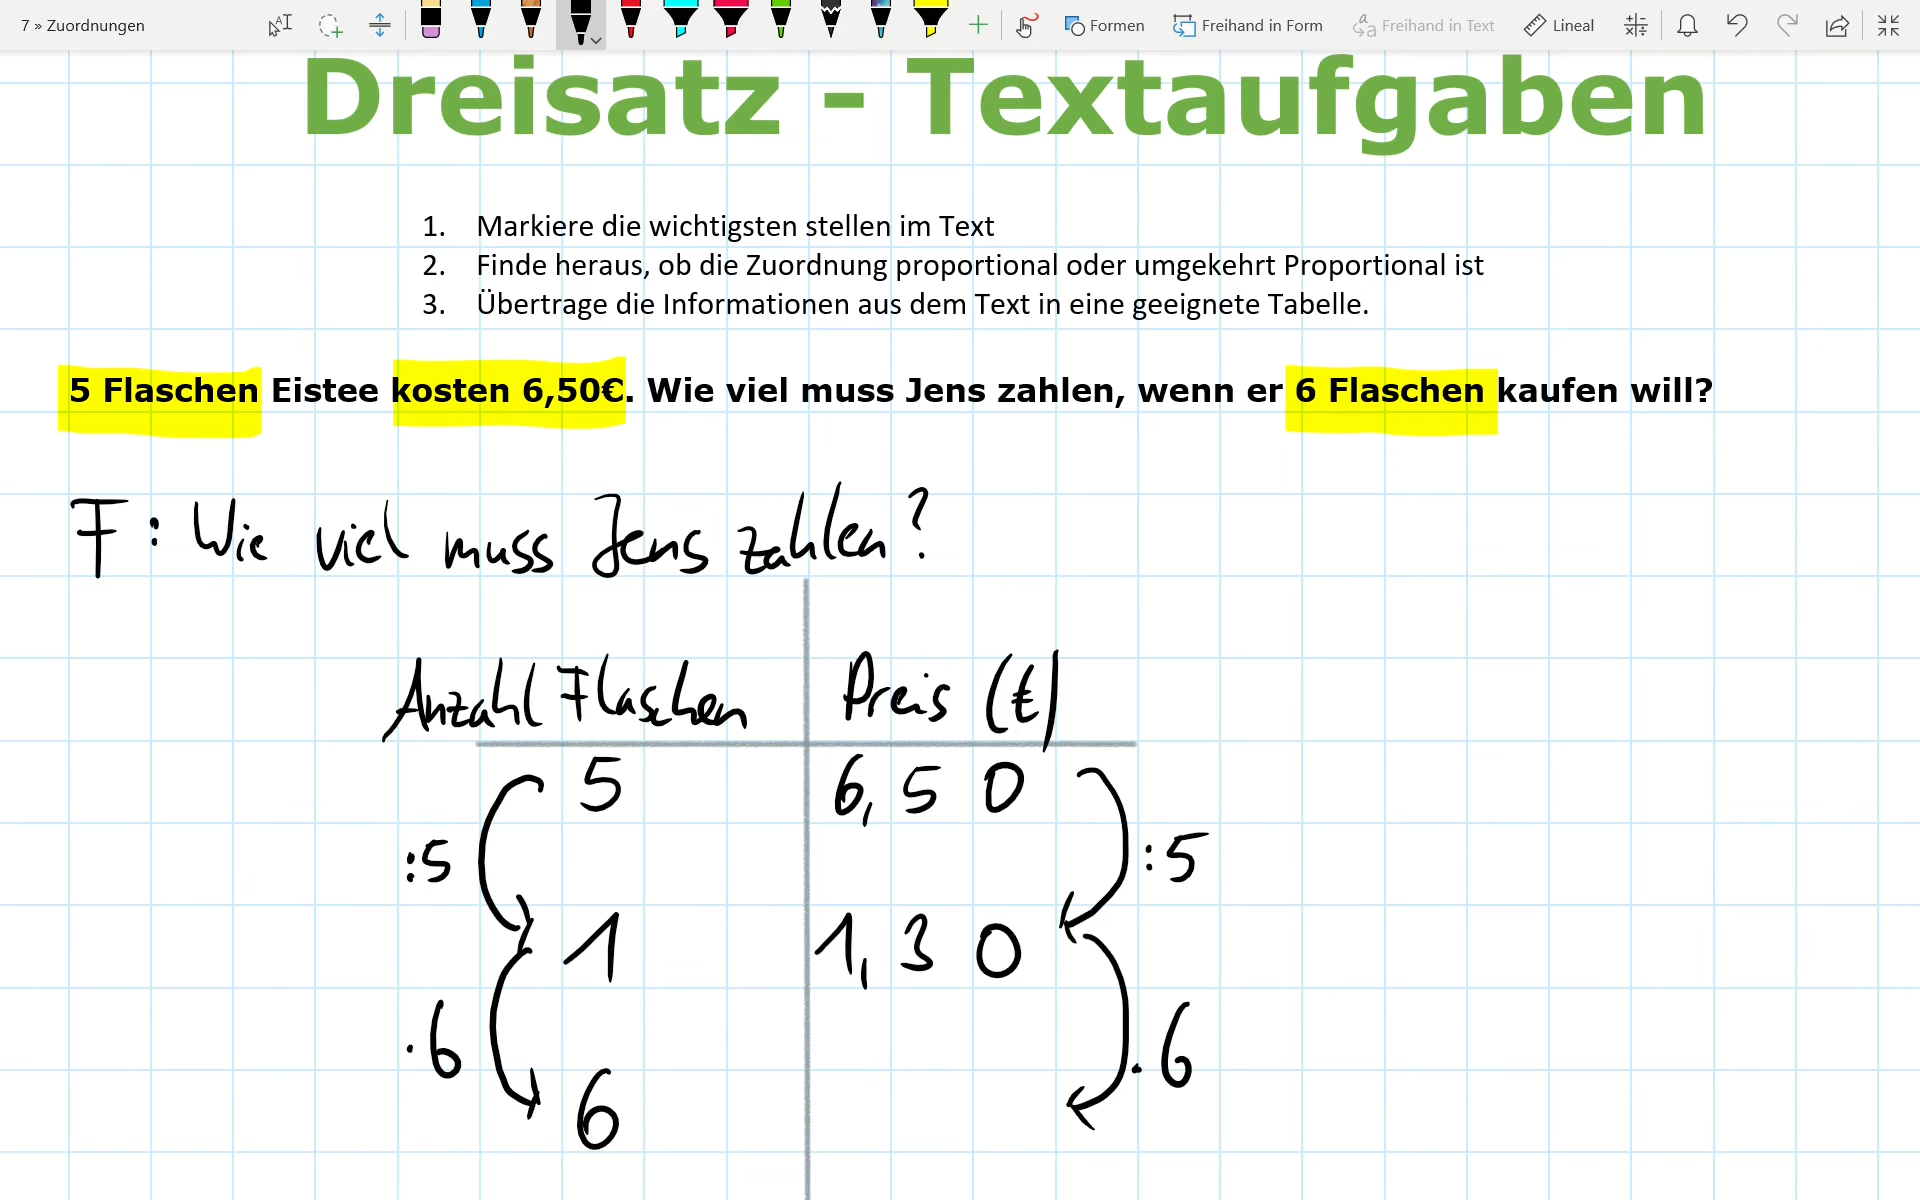 7 » Zuordnungen Formen Freihand in Form Freihand in Text Lineal
Dreisatz - Textaufgaben
1. Markiere die wichtigsten stellen im Text
2. Finde heraus, ob die Zuordnung proportional oder umgekehrt Proportional ist
3. Übertrage die Informationen aus dem Text in eine geeignete Tabelle.
5 Flaschen Eistee kosten 6,50€. Wie viel muss Jens zahlen, wenn er 6 Flaschen kaufen will?
F: Wie viel muss Jens zahlen?
Anzahl Flaschen Preis (€)
5 6,50
:5 :5
1 1,30
·6 ·6
6